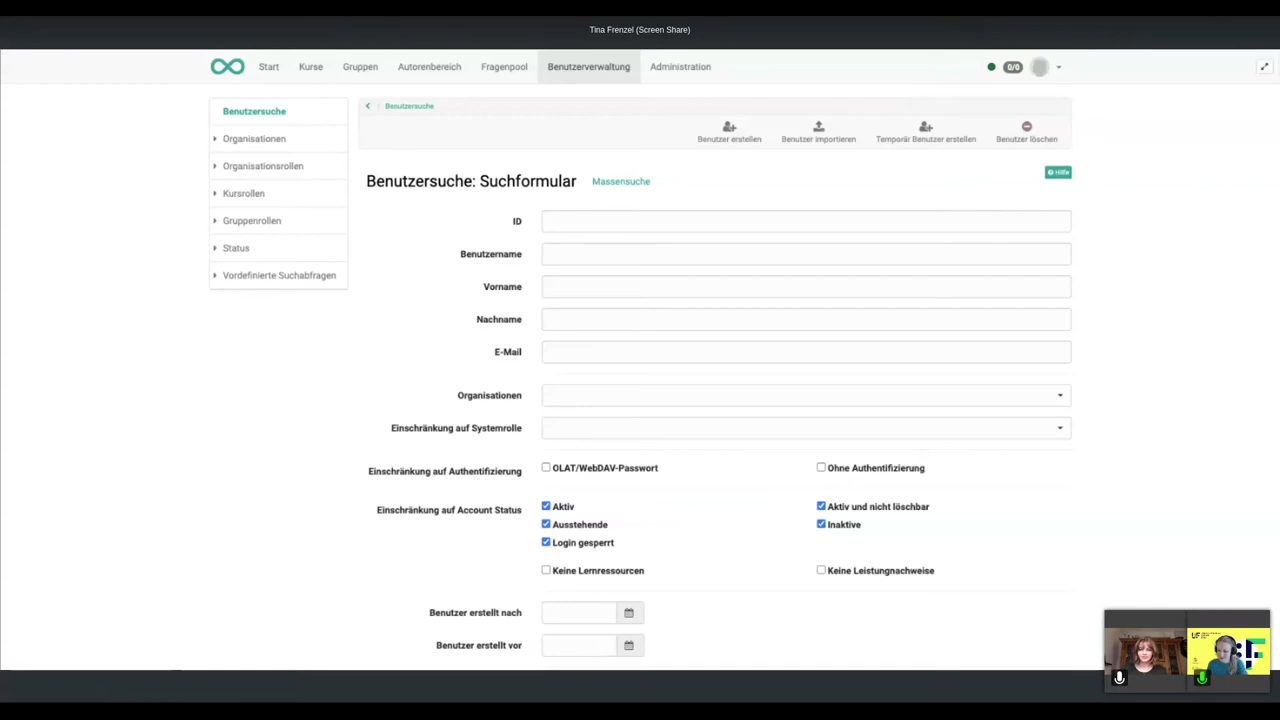 Tina Frenzel (Screen Share)
Start Kurse Gruppen Autorenbereich Fragenpool Benutzerverwaltung Administration 0/0
Benutzersuche
Organisationen
Organisationsrollen
Kursrollen
Gruppenrollen
Status
Vordefinierte Suchabfragen
Benutzersuche
Benutzer erstellen Benutzer importieren Temporär Benutzer erstellen Benutzer löschen
Hilfe
Benutzersuche: Suchformular Massensuche
ID
Benutzername
Vorname
Nachname
E-Mail
Organisationen
Einschränkung auf Systemrolle
Einschränkung auf Authentifizierung OLAT/WebDAV-Passwort Ohne Authentifizierung
Einschränkung auf Account Status Aktiv Aktiv und nicht löschbar
Ausstehende Inaktive
Login gesperrt
Keine Lernressourcen Keine Leistungnachweise
Benutzer erstellt nach
Benutzer erstellt vor